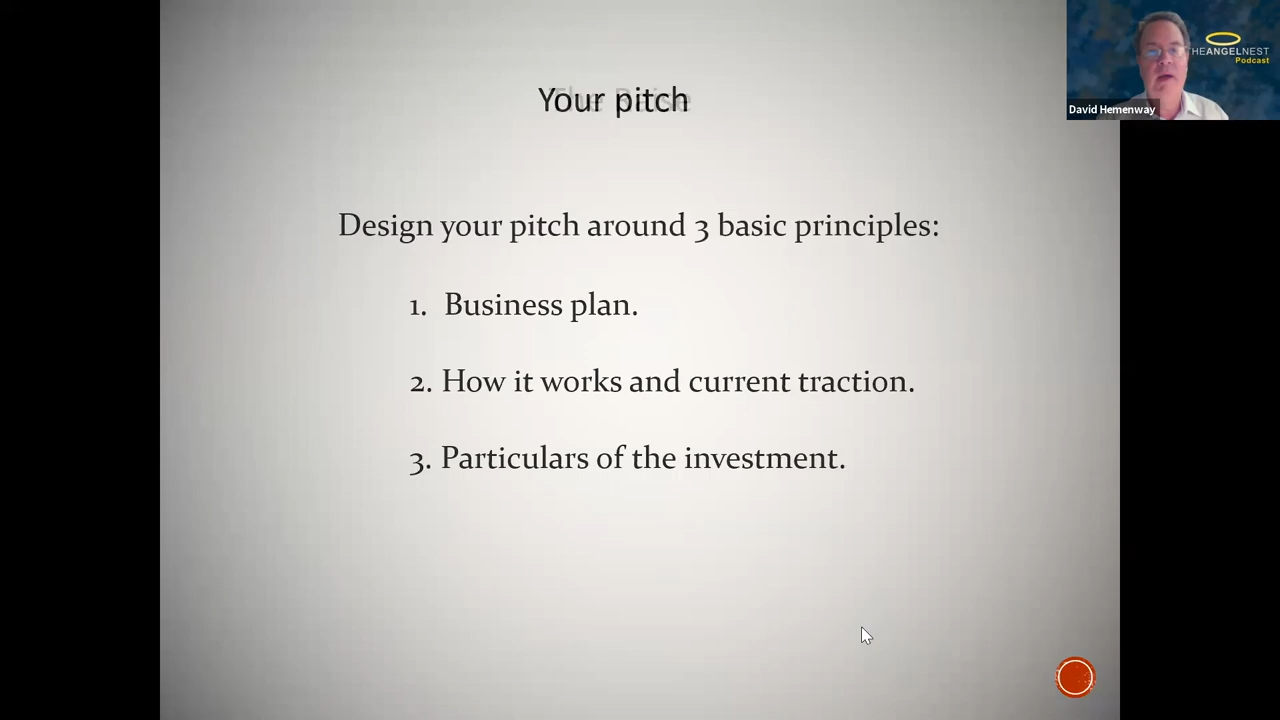 Your pitch
Design your pitch around 3 basic principles:
1. Business plan.
2. How it works and current traction.
3. Particulars of the investment.
THEANGELNEST
Podcast
David Hemenway